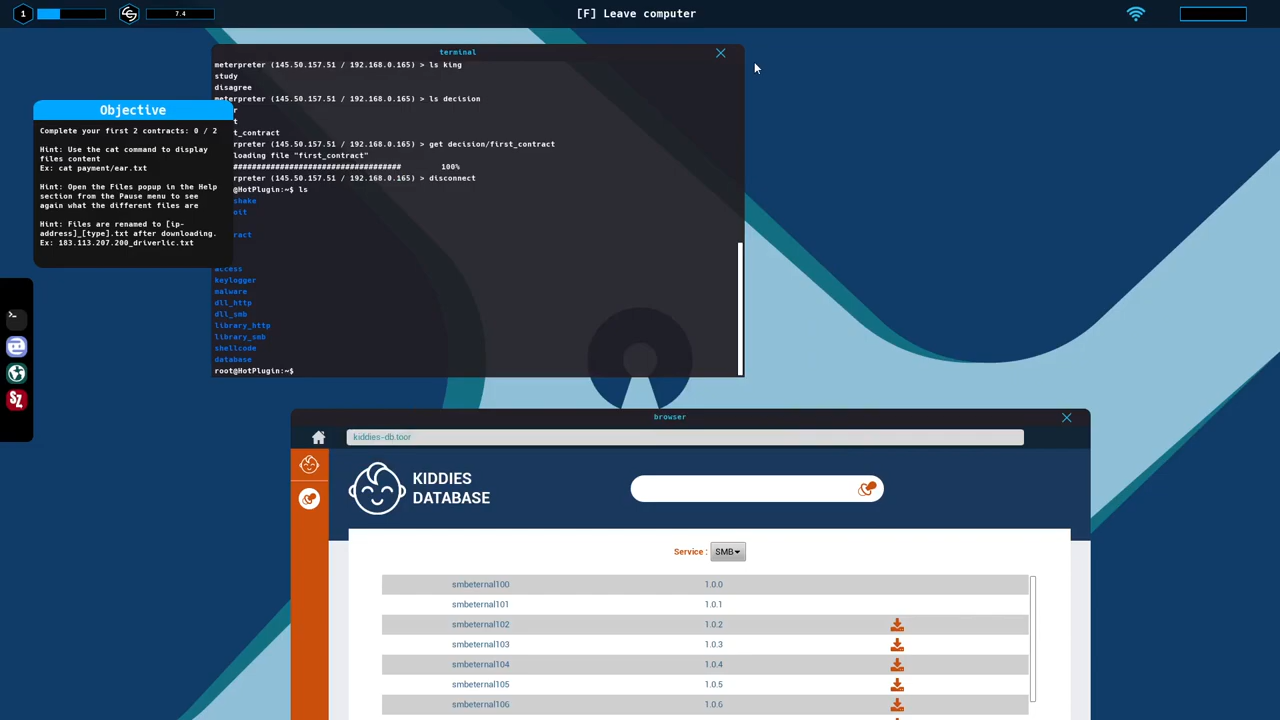 1
7.4
[F] Leave computer
terminal
meterpreter (145.50.157.51 / 192.168.0.165) > ls king
study
disagree
meterpreter (145.50.157.51 / 192.168.0.165) > ls decision
t_contract
rpreter (145.50.157.51 / 192.168.0.165) > get decision/first_contract
loading file "first_contract"
################################### 100%
rpreter (145.50.157.51 / 192.168.0.165) > disconnect
@HotPlugin:~$ ls
shake
oit
ract
access
keylogger
malware
dll_http
dll_smb
library_http
library_smb
shellcode
database
root@HotPlugin:~$
Objective
Complete your first 2 contracts: 0 / 2
Hint: Use the cat command to display
files content
Ex: cat payment/ear.txt
Hint: Open the Files popup in the Help
section from the Pause menu to see
again what the different files are
Hint: Files are renamed to [ip-
address]_[type].txt after downloading.
Ex: 183.113.207.200_driverlic.txt
SZ
browser
kiddies-db.toor
KIDDIES
DATABASE
Service : SMB
smbeternal100 1.0.0
smbeternal101 1.0.1
smbeternal102 1.0.2
smbeternal103 1.0.3
smbeternal104 1.0.4
smbeternal105 1.0.5
smbeternal106 1.0.6